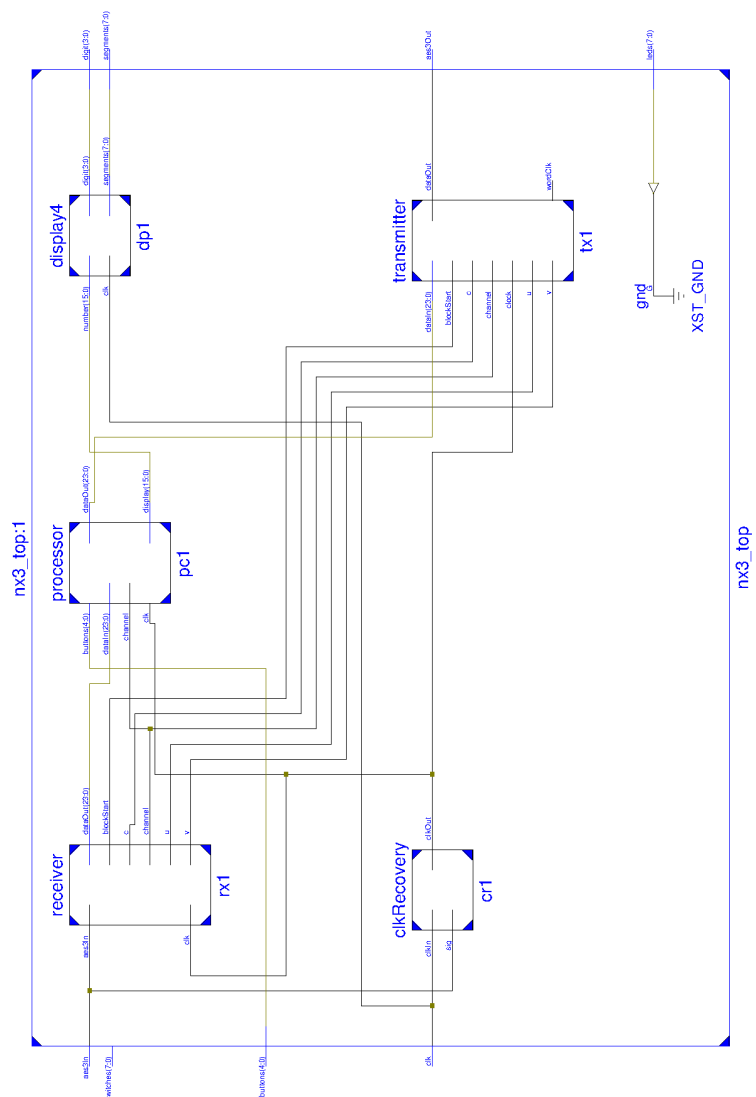 nx3_top:1
aes3In
witches(7:0)
buttons(4:0)
clk
receiver
aes3In
clk
dataOut(23:0)
blockStart
c
channel
u
v
rx1
clkRecovery
clkIn
sig
clkOut
cr1
processor
buttons(4:0)
dataIn(23:0)
channel
clk
dataOut(23:0)
display(15:0)
pc1
display4
number(15:0)
clk
digit(3:0)
segments(7:0)
dp1
transmitter
dataIn(23:0)
blockStart
c
channel
clock
u
v
dataOut
wordClk
tx1
gnd
G
XST_GND
digit(3:0)
segments(7:0)
aes3Out
leds(7:0)
nx3_top